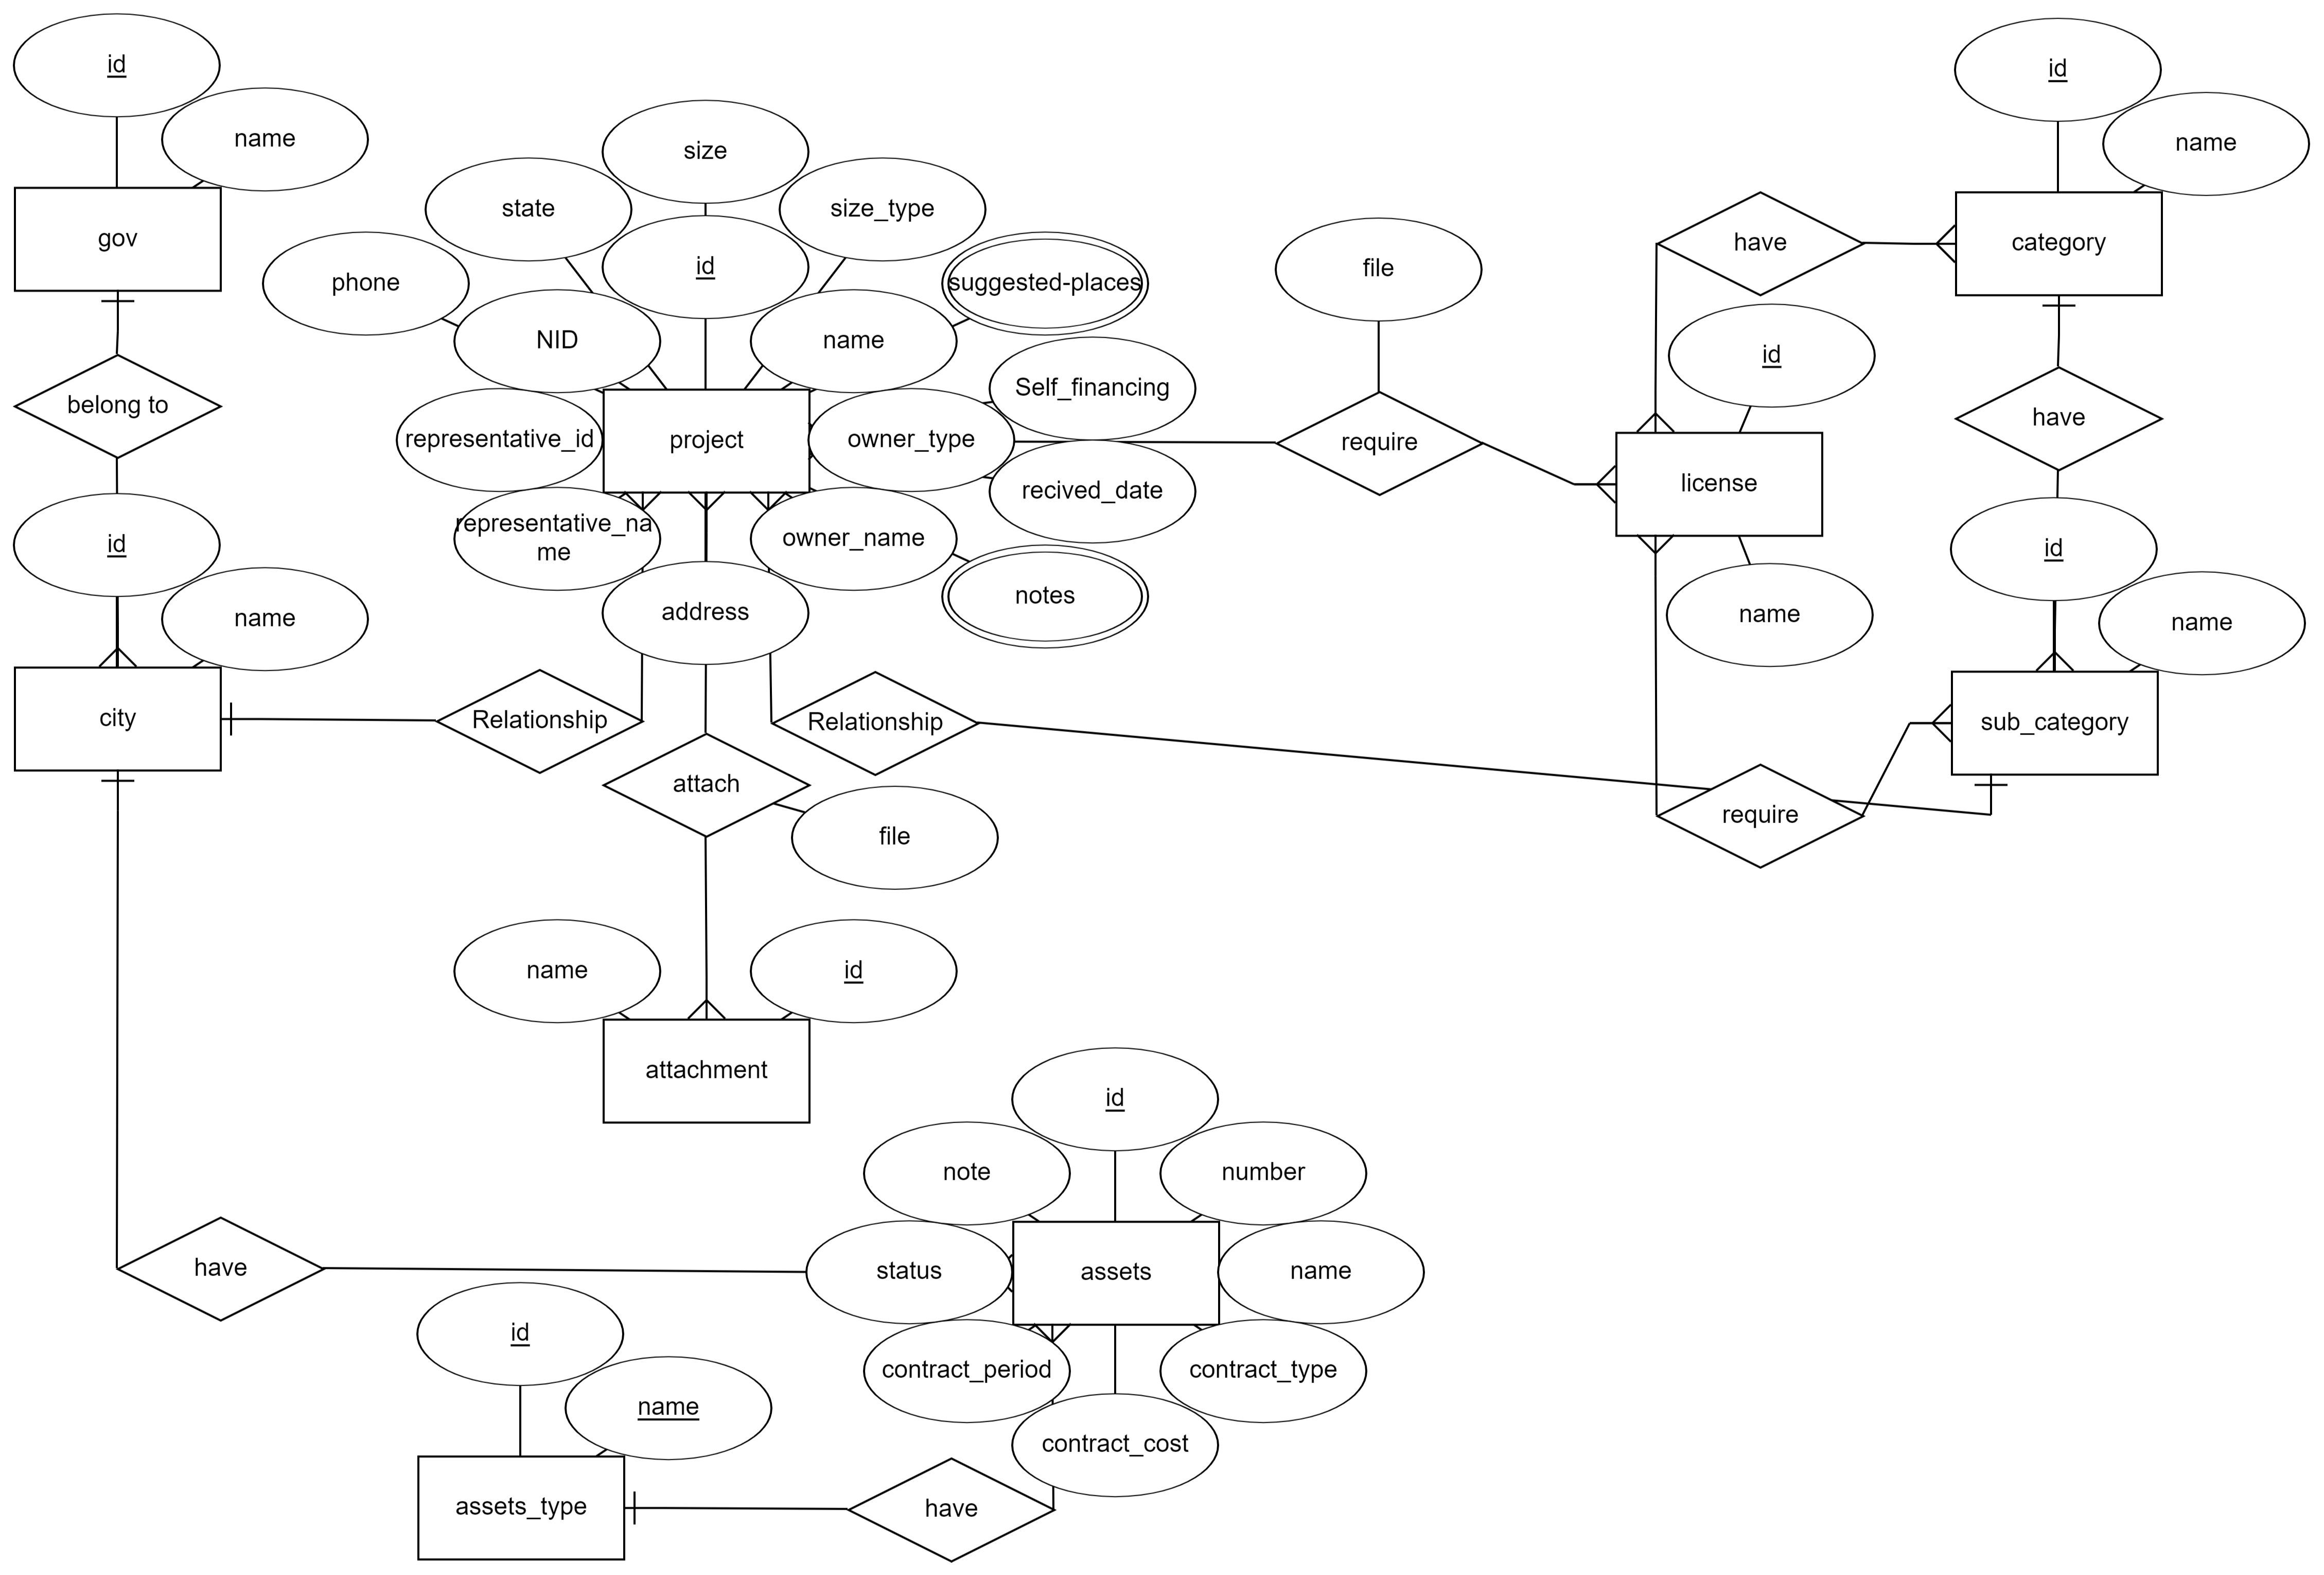 id
name
gov
belong to
id
name
city
size
state
size_type
id
phone
suggested-places
NID
name
Self_financing
representative_id
project
owner_type
recived_date
representative_na
me
owner_name
notes
address
Relationship
Relationship
attach
file
name
id
attachment
file
require
id
name
have
category
id
license
have
name
id
name
sub_category
require
id
note
number
status
assets
name
contract_period
contract_type
contract_cost
have
id
name
assets_type
have